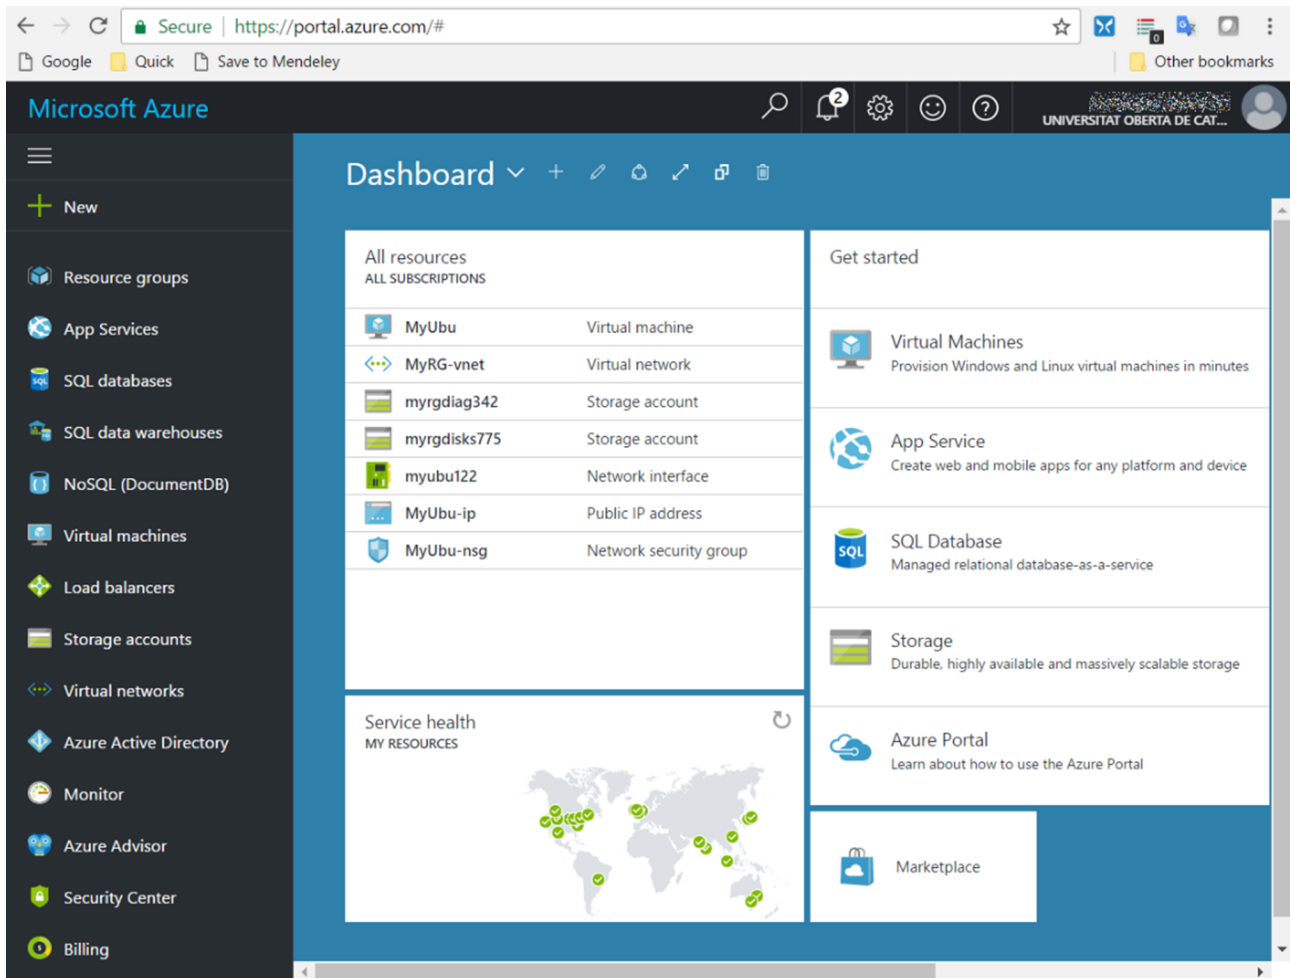 Secure | https://portal.azure.com/#
0
Google Quick Save to Mendeley Other bookmarks
Microsoft Azure
2
UNIVERSITAT OBERTA DE CAT...
Dashboard
New
Resource groups
App Services
SQL databases
SQL data warehouses
NoSQL (DocumentDB)
Virtual machines
Load balancers
Storage accounts
Virtual networks
Azure Active Directory
Monitor
Azure Advisor
Security Center
Billing
All resources
ALL SUBSCRIPTIONS
MyUbu Virtual machine
MyRG-vnet Virtual network
myrgdiag342 Storage account
myrgdisks775 Storage account
myubu122 Network interface
MyUbu-ip Public IP address
MyUbu-nsg Network security group
Service health
MY RESOURCES
Get started
Virtual Machines
Provision Windows and Linux virtual machines in minutes
App Service
Create web and mobile apps for any platform and device
SQL
SQL Database
Managed relational database-as-a-service
Storage
Durable, highly available and massively scalable storage
Azure Portal
Learn about how to use the Azure Portal
Marketplace